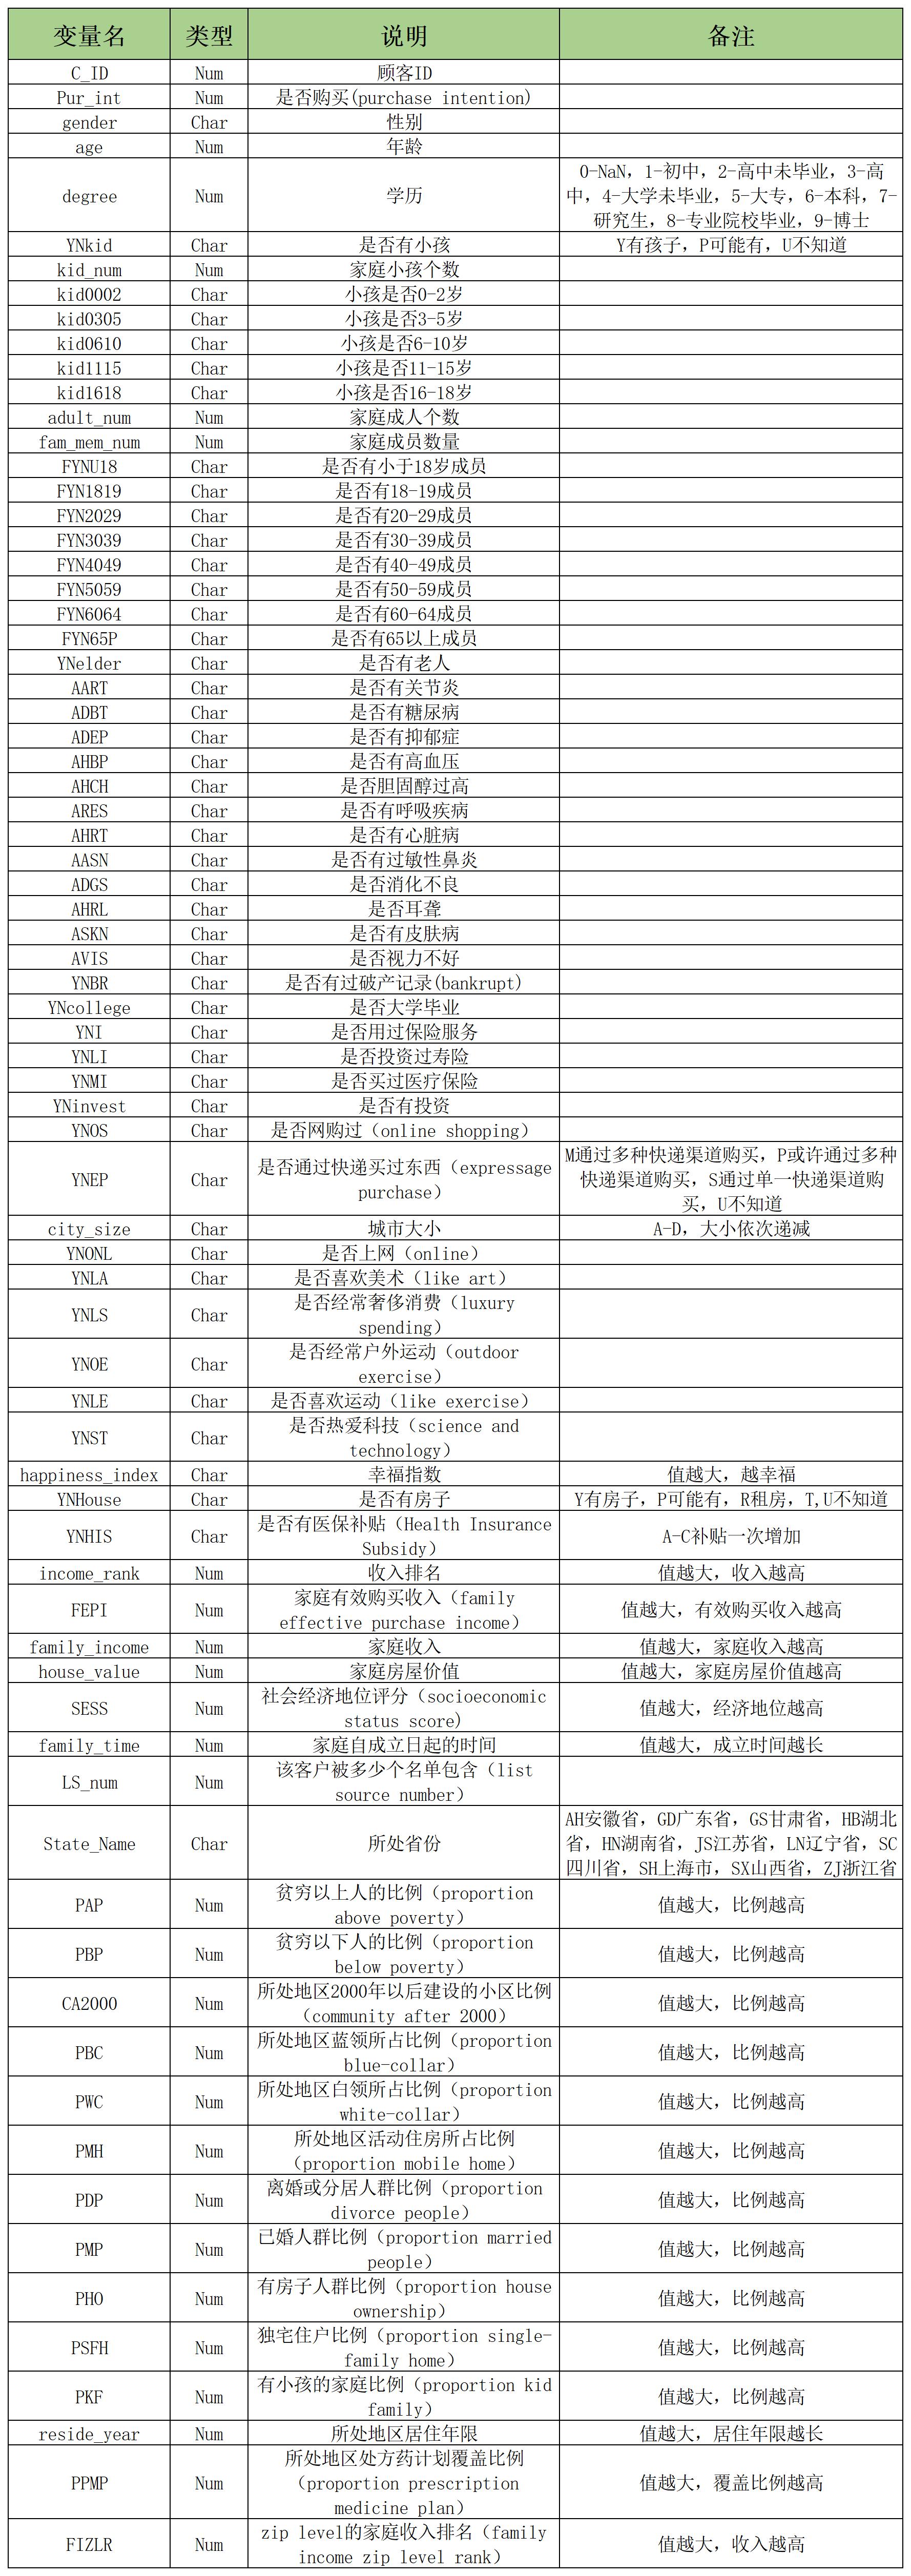 变量名 类型 说明 备注
C_ID Num 顾客ID
Pur_int Num 是否购买(purchase intention)
gender Char 性别
age Num 年龄
degree Num 学历 0-NaN，1-初中，2-高中未毕业，3-高
中，4-大学未毕业，5-大专，6-本科，7-
研究生，8-专业院校毕业，9-博士
YNkid Char 是否有小孩 Y有孩子，P可能有，U不知道
kid_num Num 家庭小孩个数
kid0002 Char 小孩是否0-2岁
kid0305 Char 小孩是否3-5岁
kid0610 Char 小孩是否6-10岁
kid1115 Char 小孩是否11-15岁
kid1618 Char 小孩是否16-18岁
adult_num Num 家庭成人个数
fam_mem_num Num 家庭成员数量
FYNU18 Char 是否有小于18岁成员
FYN1819 Char 是否有18-19成员
FYN2029 Char 是否有20-29成员
FYN3039 Char 是否有30-39成员
FYN4049 Char 是否有40-49成员
FYN5059 Char 是否有50-59成员
FYN6064 Char 是否有60-64成员
FYN65P Char 是否有65以上成员
YNelder Char 是否有老人
AART Char 是否有关节炎
ADBT Char 是否有糖尿病
ADEP Char 是否有抑郁症
AHBP Char 是否有高血压
AHCH Char 是否胆固醇过高
ARES Char 是否有呼吸疾病
AHRT Char 是否有心脏病
AASN Char 是否有过敏性鼻炎
ADGS Char 是否消化不良
AHRL Char 是否耳聋
ASKN Char 是否有皮肤病
AVIS Char 是否视力不好
YNBR Char 是否有过破产记录(bankrupt)
YNcollege Char 是否大学毕业
YNI Char 是否用过保险服务
YNLI Char 是否投资过寿险
YNMI Char 是否买过医疗保险
YNinvest Char 是否有投资
YNOS Char 是否网购过（online shopping）
YNEP Char 是否通过快递买过东西（expressage
purchase） M通过多种快递渠道购买，P或许通过多种
快递渠道购买，S通过单一快递渠道购
买，U不知道
city_size Char 城市大小 A-D，大小依次递减
YNONL Char 是否上网（online）
YNLA Char 是否喜欢美术（like art）
YNLS Char 是否经常奢侈消费（luxury
spending）
YNOE Char 是否经常户外运动（outdoor
exercise）
YNLE Char 是否喜欢运动（like exercise）
YNST Char 是否热爱科技（science and
technology）
happiness_index Char 幸福指数 值越大，越幸福
YNHouse Char 是否有房子 Y有房子，P可能有，R租房，T,U不知道
YNHIS Char 是否有医保补贴（Health Insurance
Subsidy） A-C补贴一次增加
income_rank Num 收入排名 值越大，收入越高
FEPI Num 家庭有效购买收入（family
effective purchase income） 值越大，有效购买收入越高
family_income Num 家庭收入 值越大，家庭收入越高
house_value Num 家庭房屋价值 值越大，家庭房屋价值越高
SESS Num 社会经济地位评分（socioeconomic
status score) 值越大，经济地位越高
family_time Num 家庭自成立日起的时间 值越大，成立时间越长
LS_num Num 该客户被多少个名单包含（list
source number）
State_Name Char 所处省份 AH安徽省，GD广东省，GS甘肃省，HB湖北
省，HN湖南省，JS江苏省，LN辽宁省，SC
四川省，SH上海市，SX山西省，ZJ浙江省
PAP Num 贫穷以上人的比例（proportion
above poverty） 值越大，比例越高
PBP Num 贫穷以下人的比例（proportion
below poverty） 值越大，比例越高
CA2000 Num 所处地区2000年以后建设的小区比例
（community after 2000） 值越大，比例越高
PBC Num 所处地区蓝领所占比例（proportion
blue-collar） 值越大，比例越高
PWC Num 所处地区白领所占比例（proportion
white-collar） 值越大，比例越高
PMH Num 所处地区活动住房所占比例
（proportion mobile home） 值越大，比例越高
PDP Num 离婚或分居人群比例（proportion
divorce people） 值越大，比例越高
PMP Num 已婚人群比例（proportion married
people） 值越大，比例越高
PHO Num 有房子人群比例（proportion house
ownership） 值越大，比例越高
PSFH Num 独宅住户比例（proportion single-
family home） 值越大，比例越高
PKF Num 有小孩的家庭比例（proportion kid
family） 值越大，比例越高
reside_year Num 所处地区居住年限 值越大，居住年限越长
PPMP Num 所处地区处方药计划覆盖比例
（proportion prescription
medicine plan） 值越大，覆盖比例越高
FIZLR Num zip level的家庭收入排名（family
income zip level rank） 值越大，收入越高